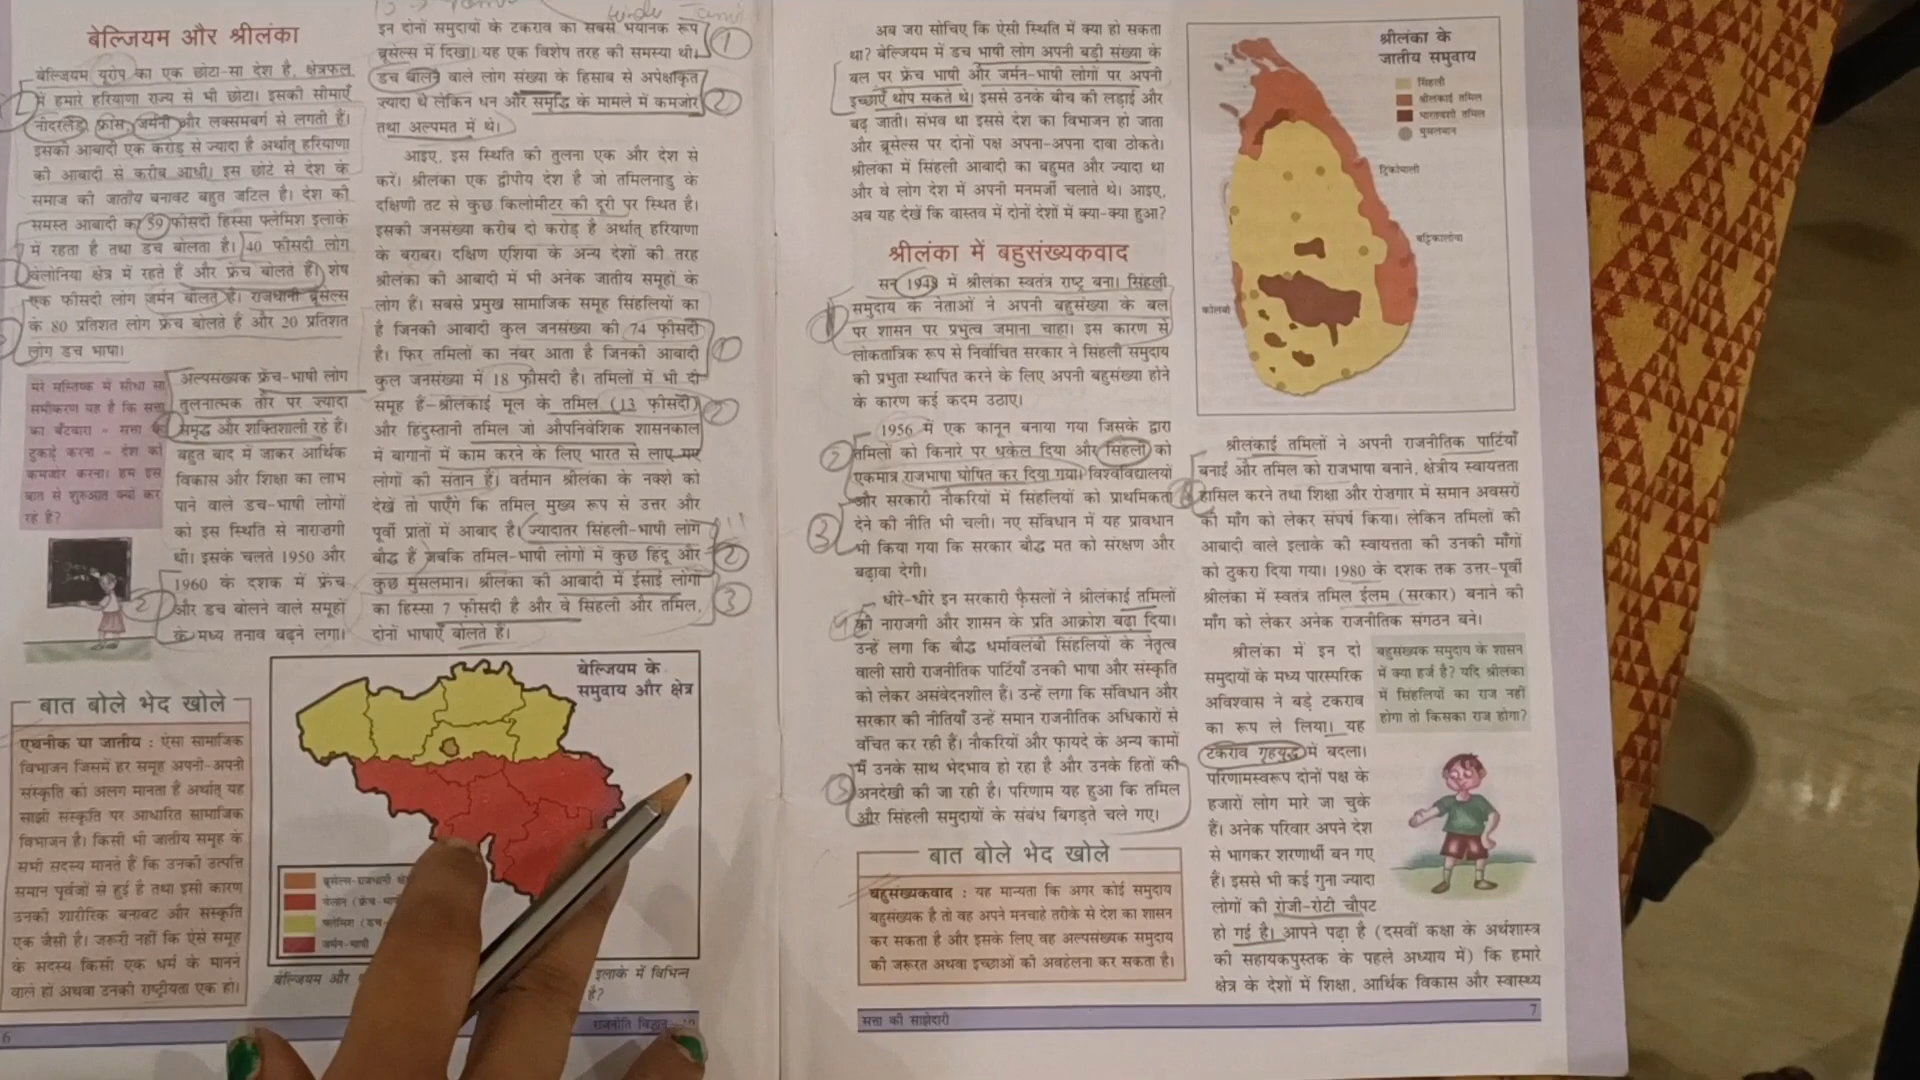 बेल्जियम और श्रीलंका
बेल्जियम यूरोप का एक छोटा-सा देश है, क्षेत्रफल
में हमारे हरियाणा राज्य से भी छोटा। इसकी सीमाएँ
नीदरलैंड, फ्रांस, जर्मनी और लक्समबर्ग से लगती हैं।
इसकी आबादी एक करोड़ से ज्यादा है अर्थात् हरियाणा
की आबादी से करीब आधी। इस छोटे से देश के
समाज की जातीय बनावट बहुत जटिल है। देश की
समस्त आबादी का 59 फीसदी हिस्सा फ्लेमिश इलाके
में रहता है तथा डच बोलता है। 40 फीसदी लोग
वेलोनिया क्षेत्र में रहते हैं और फ्रेंच बोलते हैं। शेष
एक फीसदी लोग जर्मन बोलते हैं। राजधानी ब्रूसेल्स
के 80 प्रतिशत लोग फ्रेंच बोलते हैं और 20 प्रतिशत
लोग डच भाषा।
मेरे मस्तिष्क में सीधा सा
समीकरण यह है कि सत्ता
का बँटवारा = सत्ता के
टुकड़े करना = देश को
कमजोर करना। हम इस
बात से शुरुआत क्यों कर
रहे हैं?
अल्पसंख्यक फ्रेंच-भाषी लोग
तुलनात्मक तौर पर ज्यादा
समृद्ध और शक्तिशाली रहे हैं।
बहुत बाद में जाकर आर्थिक
विकास और शिक्षा का लाभ
पाने वाले डच-भाषी लोगों
को इस स्थिति से नाराजगी
थी। इसके चलते 1950 और
1960 के दशक में फ्रेंच
और डच बोलने वाले समूहों
के मध्य तनाव बढ़ने लगा।
बात बोले भेद खोले
एथनीक या जातीय : ऐसा सामाजिक
विभाजन जिसमें हर समूह अपनी-अपनी
संस्कृति को अलग मानता है अर्थात् यह
साझी संस्कृति पर आधारित सामाजिक
विभाजन है। किसी भी जातीय समूह के
सभी सदस्य मानते हैं कि उनकी उत्पत्ति
समान पूर्वजों से हुई है तथा इसी कारण
उनकी शारीरिक बनावट और संस्कृति
एक जैसी है। जरूरी नहीं कि ऐसे समूह
के सदस्य किसी एक धर्म के मानने
वाले हों अथवा उनकी राष्ट्रीयता एक हो।
6
इन दोनों समुदायों के टकराव का सबसे भयानक रूप
ब्रूसेल्स में दिखा। यह एक विशेष तरह की समस्या थी।
डच बोलने वाले लोग संख्या के हिसाब से अपेक्षाकृत
ज्यादा थे लेकिन धन और समृद्धि के मामले में कमजोर
तथा अल्पमत में थे।
आइए, इस स्थिति की तुलना एक और देश से
करें। श्रीलंका एक द्वीपीय देश है जो तमिलनाडु के
दक्षिणी तट से कुछ किलोमीटर की दूरी पर स्थित है।
इसकी जनसंख्या करीब दो करोड़ है अर्थात् हरियाणा
के बराबर। दक्षिण एशिया के अन्य देशों की तरह
श्रीलंका की आबादी में भी अनेक जातीय समूहों के
लोग हैं। सबसे प्रमुख सामाजिक समूह सिंहलियों का
है जिनकी आबादी कुल जनसंख्या की 74 फ़ीसदी
है। फिर तमिलों का नंबर आता है जिनकी आबादी
कुल जनसंख्या में 18 फीसदी है। तमिलों में भी दो
समूह हैं–श्रीलंकाई मूल के तमिल (13 फ़ीसदी)
और हिंदुस्तानी तमिल जो औपनिवेशिक शासनकाल
में बागानों में काम करने के लिए भारत से लाए गए
लोगों की संतान हैं। वर्तमान श्रीलंका के नक्शे को
देखें तो पाएँगे कि तमिल मुख्य रूप से उत्तर और
पूर्वी प्रांतों में आबाद हैं। ज्यादातर सिंहली-भाषी लोग
बौद्ध हैं जबकि तमिल-भाषी लोगों में कुछ हिंदू और
कुछ मुसलमान। श्रीलंका की आबादी में ईसाई लोगों
का हिस्सा 7 फ़ीसदी है और वे सिंहली और तमिल,
दोनों भाषाएँ बोलते हैं।
बेल्जियम के
समुदाय और क्षेत्र
ब्रूसेल्स-राजधानी
वेलोन (फ्रेंच-
फ्लेमिश (डच-
जर्मन-भाषी
बेल्जियम और
इलाके में विभिन्न
है?
राजनीति विज्ञान
अब जरा सोचिए कि ऐसी स्थिति में क्या हो सकता
था? बेल्जियम में डच भाषी लोग अपनी बड़ी संख्या के
बल पर फ्रेंच भाषी और जर्मन-भाषी लोगों पर अपनी
इच्छाएँ थोप सकते थे। इससे उनके बीच की लड़ाई और
बढ़ जाती। संभव था इससे देश का विभाजन हो जाता
और ब्रूसेल्स पर दोनों पक्ष अपना-अपना दावा ठोकते।
श्रीलंका में सिंहली आबादी का बहुमत और ज्यादा था
और वे लोग देश में अपनी मनमर्जी चलाते थे। आइए,
अब यह देखें कि वास्तव में दोनों देशों में क्या-क्या हुआ?
श्रीलंका में बहुसंख्यकवाद
सन् 1948 में श्रीलंका स्वतंत्र राष्ट्र बना। सिंहली
समुदाय के नेताओं ने अपनी बहुसंख्या के बल
पर शासन पर प्रभुत्व जमाना चाहा। इस कारण से
लोकतांत्रिक रूप से निर्वाचित सरकार ने सिंहली समुदाय
की प्रभुता स्थापित करने के लिए अपनी बहुसंख्या होने
के कारण कई कदम उठाए।
1956 में एक कानून बनाया गया जिसके द्वारा
तमिलों को किनारे पर धकेल दिया और सिंहली को
एकमात्र राजभाषा घोषित कर दिया गया। विश्वविद्यालयों
और सरकारी नौकरियों में सिंहलियों को प्राथमिकता
देने की नीति भी चली। नए संविधान में यह प्रावधान
भी किया गया कि सरकार बौद्ध मत को संरक्षण और
बढ़ावा देगी।
धीरे-धीरे इन सरकारी फ़ैसलों ने श्रीलंकाई तमिलों
की नाराजगी और शासन के प्रति आक्रोश बढ़ा दिया।
उन्हें लगा कि बौद्ध धर्मावलंबी सिंहलियों के नेतृत्व
वाली सारी राजनीतिक पार्टियाँ उनकी भाषा और संस्कृति
को लेकर असंवेदनशील हैं। उन्हें लगा कि संविधान और
सरकार की नीतियाँ उन्हें समान राजनीतिक अधिकारों से
वंचित कर रही हैं। नौकरियों और फ़ायदे के अन्य कामों
में उनके साथ भेदभाव हो रहा है और उनके हितों की
अनदेखी की जा रही है। परिणाम यह हुआ कि तमिल
और सिंहली समुदायों के संबंध बिगड़ते चले गए।
बात बोले भेद खोले
बहुसंख्यकवाद : यह मान्यता कि अगर कोई समुदाय
बहुसंख्यक है तो वह अपने मनचाहे तरीके से देश का शासन
कर सकता है और इसके लिए वह अल्पसंख्यक समुदाय
की जरूरत अथवा इच्छाओं की अवहेलना कर सकता है।
सत्ता की साझेदारी
श्रीलंका के
जातीय समुदाय
सिंहली
श्रीलंकाई तमिल
भारतवंशी तमिल
मुसलमान
ट्रिंकोमाली
बट्टिकालोवा
कोलंबो
श्रीलंकाई तमिलों ने अपनी राजनीतिक पार्टियाँ
बनाईं और तमिल को राजभाषा बनाने, क्षेत्रीय स्वायत्तता
हासिल करने तथा शिक्षा और रोजगार में समान अवसरों
की माँग को लेकर संघर्ष किया। लेकिन तमिलों की
आबादी वाले इलाके की स्वायत्तता की उनकी माँगों
को ठुकरा दिया गया। 1980 के दशक तक उत्तर-पूर्वी
श्रीलंका में स्वतंत्र तमिल ईलम (सरकार) बनाने की
माँग को लेकर अनेक राजनीतिक संगठन बने।
श्रीलंका में इन दो
समुदायों के मध्य पारस्परिक
अविश्वास ने बड़े टकराव
का रूप ले लिया। यह
टकराव गृहयुद्ध में बदला।
परिणामस्वरूप दोनों पक्ष के
हजारों लोग मारे जा चुके
हैं। अनेक परिवार अपने देश
से भागकर शरणार्थी बन गए
हैं। इससे भी कई गुना ज्यादा
लोगों की रोजी-रोटी चौपट
हो गई है। आपने पढ़ा है (दसवीं कक्षा के अर्थशास्त्र
की सहायकपुस्तक के पहले अध्याय में) कि हमारे
क्षेत्र के देशों में शिक्षा, आर्थिक विकास और स्वास्थ्य
बहुसंख्यक समुदाय के शासन
में क्या हर्ज है? यदि श्रीलंका
में सिंहलियों का राज नहीं
होगा तो किसका राज होगा?
7